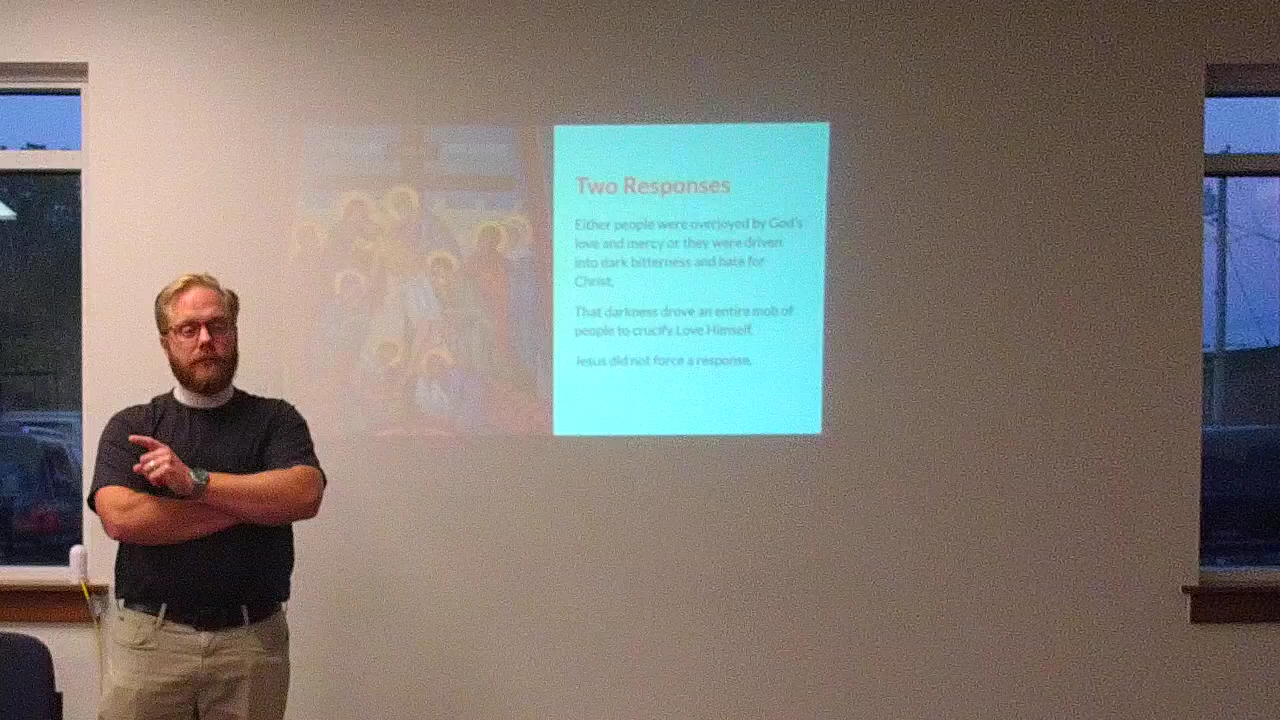 Two Responses
Either people were overjoyed by God's
love and mercy or they were driven
into dark bitterness and hate for
Christ.
That darkness drove an entire mob of
people to crucify Love Himself.
Jesus did not force a response.